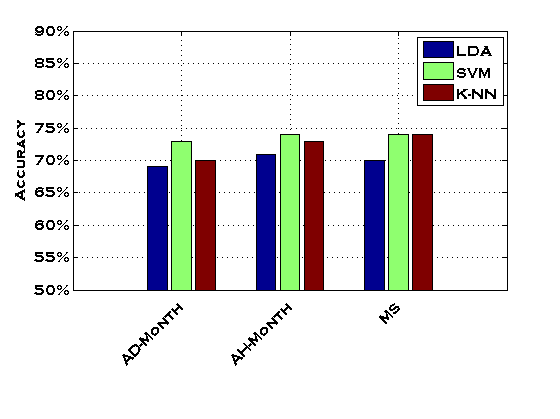 90%
85%
80%
75%
70%
65%
60%
55%
50%
Accuracy
LDA
SVM
K-NN
AD-Month
AH-Month
MS